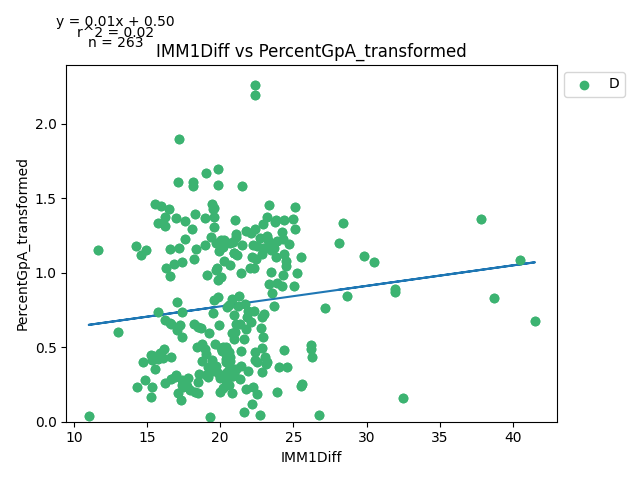 y = 0.01x + 0.50
r^2 = 0.02
n = 263
IMM1Diff vs PercentGpA_transformed
D
PercentGpA_transformed
2.0
1.5
1.0
0.5
0.0
10 15 20 25 30 35 40
IMM1Diff